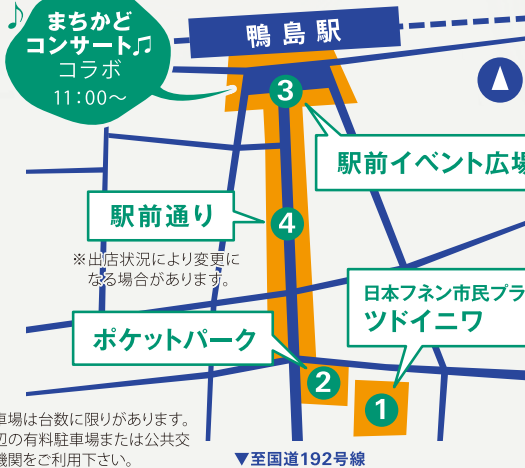 まちかど
コンサート♫
コラボ
11:00～
鴨島駅
3
駅前イベント広場
駅前通り
4
※出店状況により変更に
なる場合があります。
日本フネン市民プラ
ツドイニワ
ポケットパーク
2
1
車場は台数に限りがあります。
辺の有料駐車場または公共交
機関をご利用下さい。
▼至国道192号線